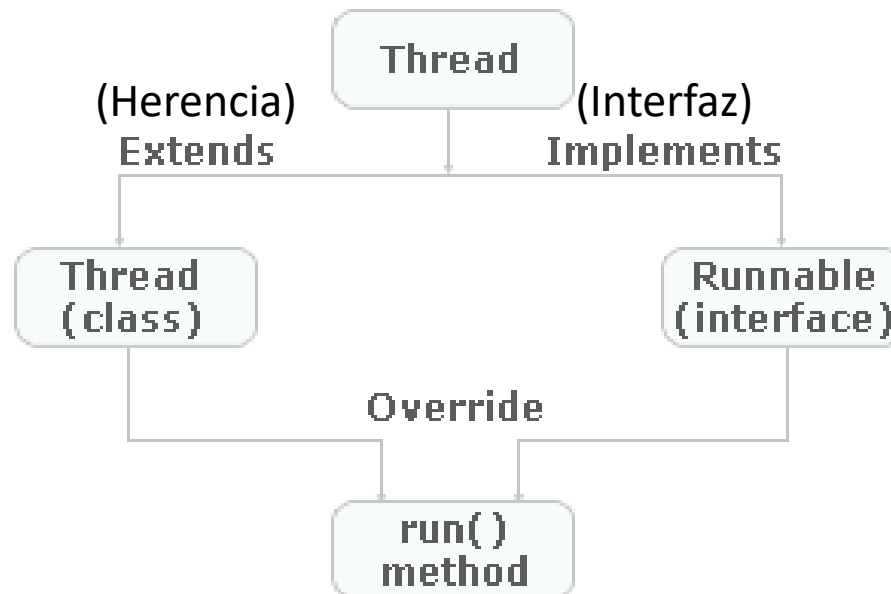 Thread
(Herencia)
(Interfaz)
Extends
Implements
Thread
(class)
Runnable
(interface)
Override
run()
method